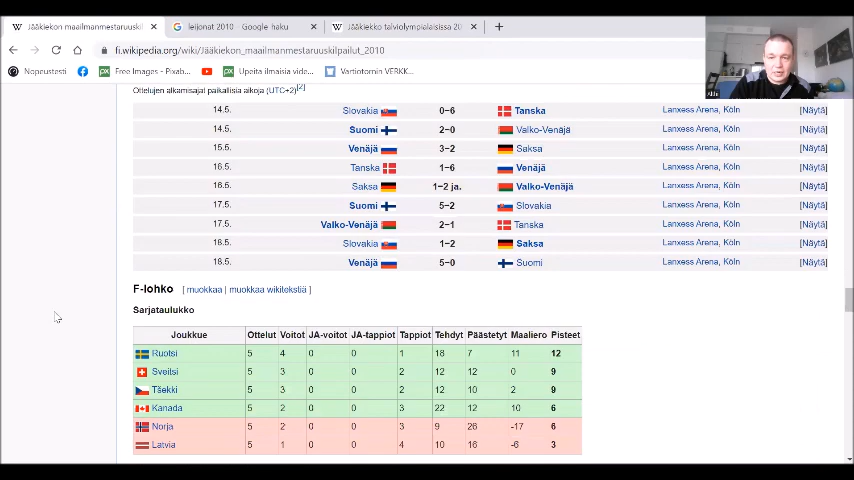 Jääkiekon maailmanmestaruuskil
leijonat 2010 - Google haku
Jääkiekko talviolympialaisissa 20
fi.wikipedia.org/wiki/Jääkiekon_maailmanmestaruuskilpailut_2010
Nopeustesti
Free Images - Pixab...
Upeita ilmaisia vide...
Vartiotornin VERKK...
Ahti
Ottelujen alkamisajat paikallisia aikoja (UTC+2)[2]
14.5. Slovakia 0–6 Tanska Lanxess Arena, Köln [Näytä]
14.5. Suomi 2–0 Valko-Venäjä Lanxess Arena, Köln [Näytä]
15.5. Venäjä 3–2 Saksa Lanxess Arena, Köln [Näytä]
16.5. Tanska 1–6 Venäjä Lanxess Arena, Köln [Näytä]
16.5. Saksa 1–2 ja. Valko-Venäjä Lanxess Arena, Köln [Näytä]
17.5. Suomi 5–2 Slovakia Lanxess Arena, Köln [Näytä]
17.5. Valko-Venäjä 2–1 Tanska Lanxess Arena, Köln [Näytä]
18.5. Slovakia 1–2 Saksa Lanxess Arena, Köln [Näytä]
18.5. Venäjä 5–0 Suomi Lanxess Arena, Köln [Näytä]
F-lohko [ muokkaa | muokkaa wikitekstiä ]
Sarjataulukko
Joukkue Ottelut Voitot JA-voitot JA-tappiot Tappiot Tehdyt Päästetyt Maaliero Pisteet
Ruotsi 5 4 0 0 1 18 7 11 12
Sveitsi 5 3 0 0 2 12 12 0 9
Tšekki 5 3 0 0 2 12 10 2 9
Kanada 5 2 0 0 3 22 12 10 6
Norja 5 2 0 0 3 9 26 -17 6
Latvia 5 1 0 0 4 10 16 -6 3